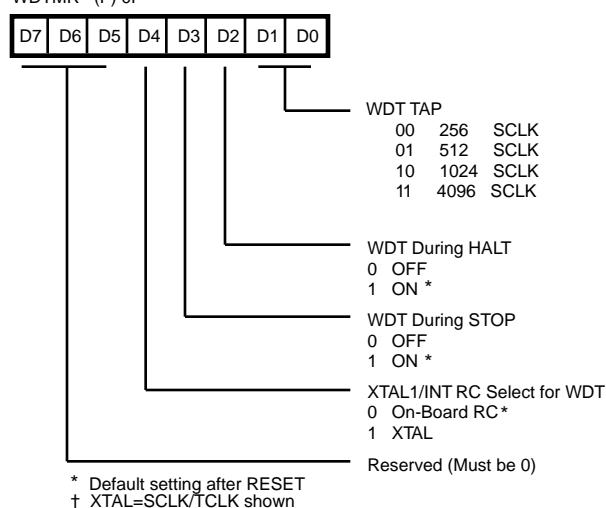 D7 D6 D5 D4 D3 D2 D1 D0
WDT TAP
00 256 SCLK
01 512 SCLK
10 1024 SCLK
11 4096 SCLK
WDT During HALT
0 OFF
1 ON *
WDT During STOP
0 OFF
1 ON *
XTAL1/INT RC Select for WDT
0 On-Board RC *
1 XTAL
Reserved (Must be 0)
* Default setting after RESET
† XTAL=SCLK/TCLK shown